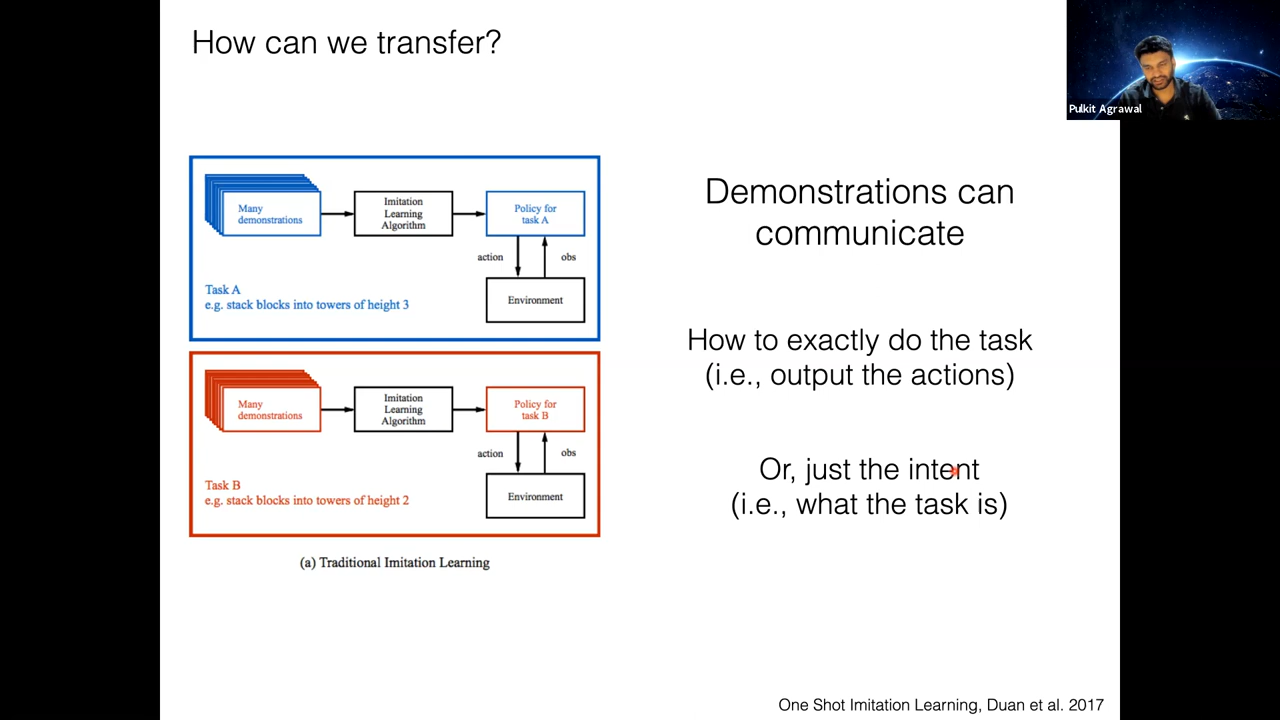 How can we transfer?
Pulkit Agrawal
Many
demonstrations
Imitation
Learning
Algorithm
Policy for
task A
action
obs
Environment
Task A
e.g. stack blocks into towers of height 3
Many
demonstrations
Imitation
Learning
Algorithm
Policy for
task B
action
obs
Environment
Task B
e.g. stack blocks into towers of height 2
(a) Traditional Imitation Learning
Demonstrations can
communicate
How to exactly do the task
(i.e., output the actions)
Or, just the intent
(i.e., what the task is)
One Shot Imitation Learning, Duan et al. 2017